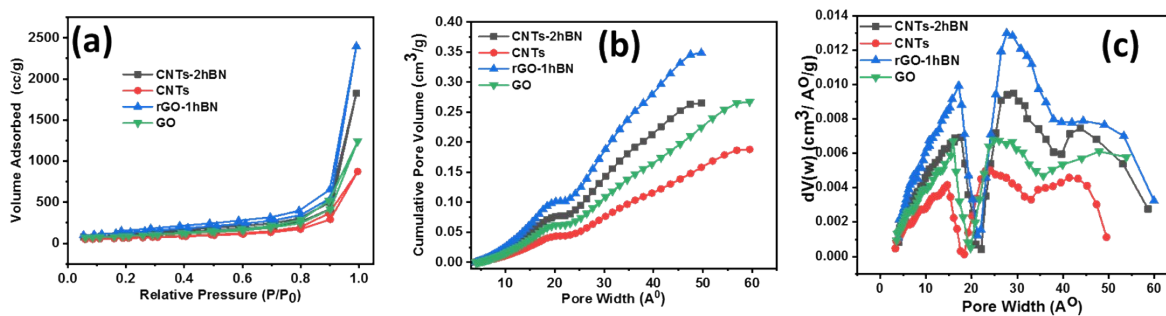 (a)
Volume Adsorbed (cc/g)
2500
2000
1500
1000
500
0
CNTs-2hBN
CNTs
rGO-1hBN
GO
0.0 0.2 0.4 0.6 0.8 1.0
Relative Pressure (P/P0)
(b)
Cumulative Pore Volume (cm3/g)
0.40
0.35
0.30
0.25
0.20
0.15
0.10
0.05
0.00
CNTs-2hBN
CNTs
rGO-1hBN
GO
10 20 30 40 50 60
Pore Width (A0)
(c)
dV(w) (cm3/ AO/g)
0.014
0.012
0.010
0.008
0.006
0.004
0.002
0.000
CNTs-2hBN
CNTs
rGO-1hBN
GO
0 10 20 30 40 50 60
Pore Width (AO)